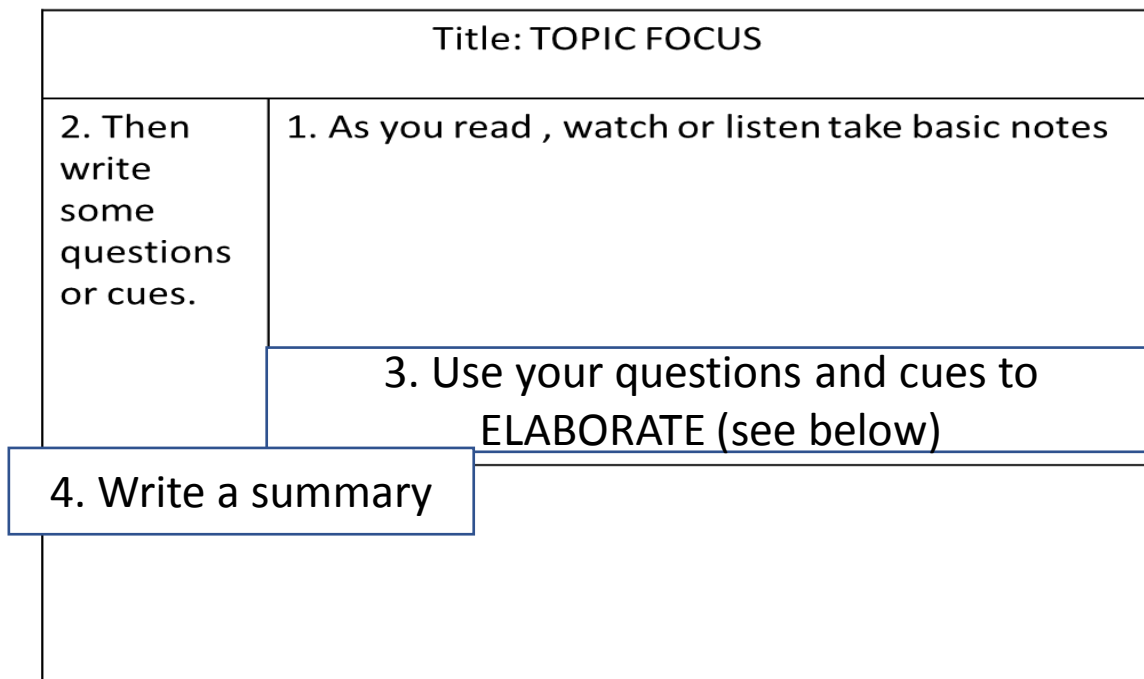 Title: TOPIC FOCUS
2. Then
write
some
questions
or cues.
1. As you read , watch or listen take basic notes
3. Use your questions and cues to
ELABORATE (see below)
4. Write a summary